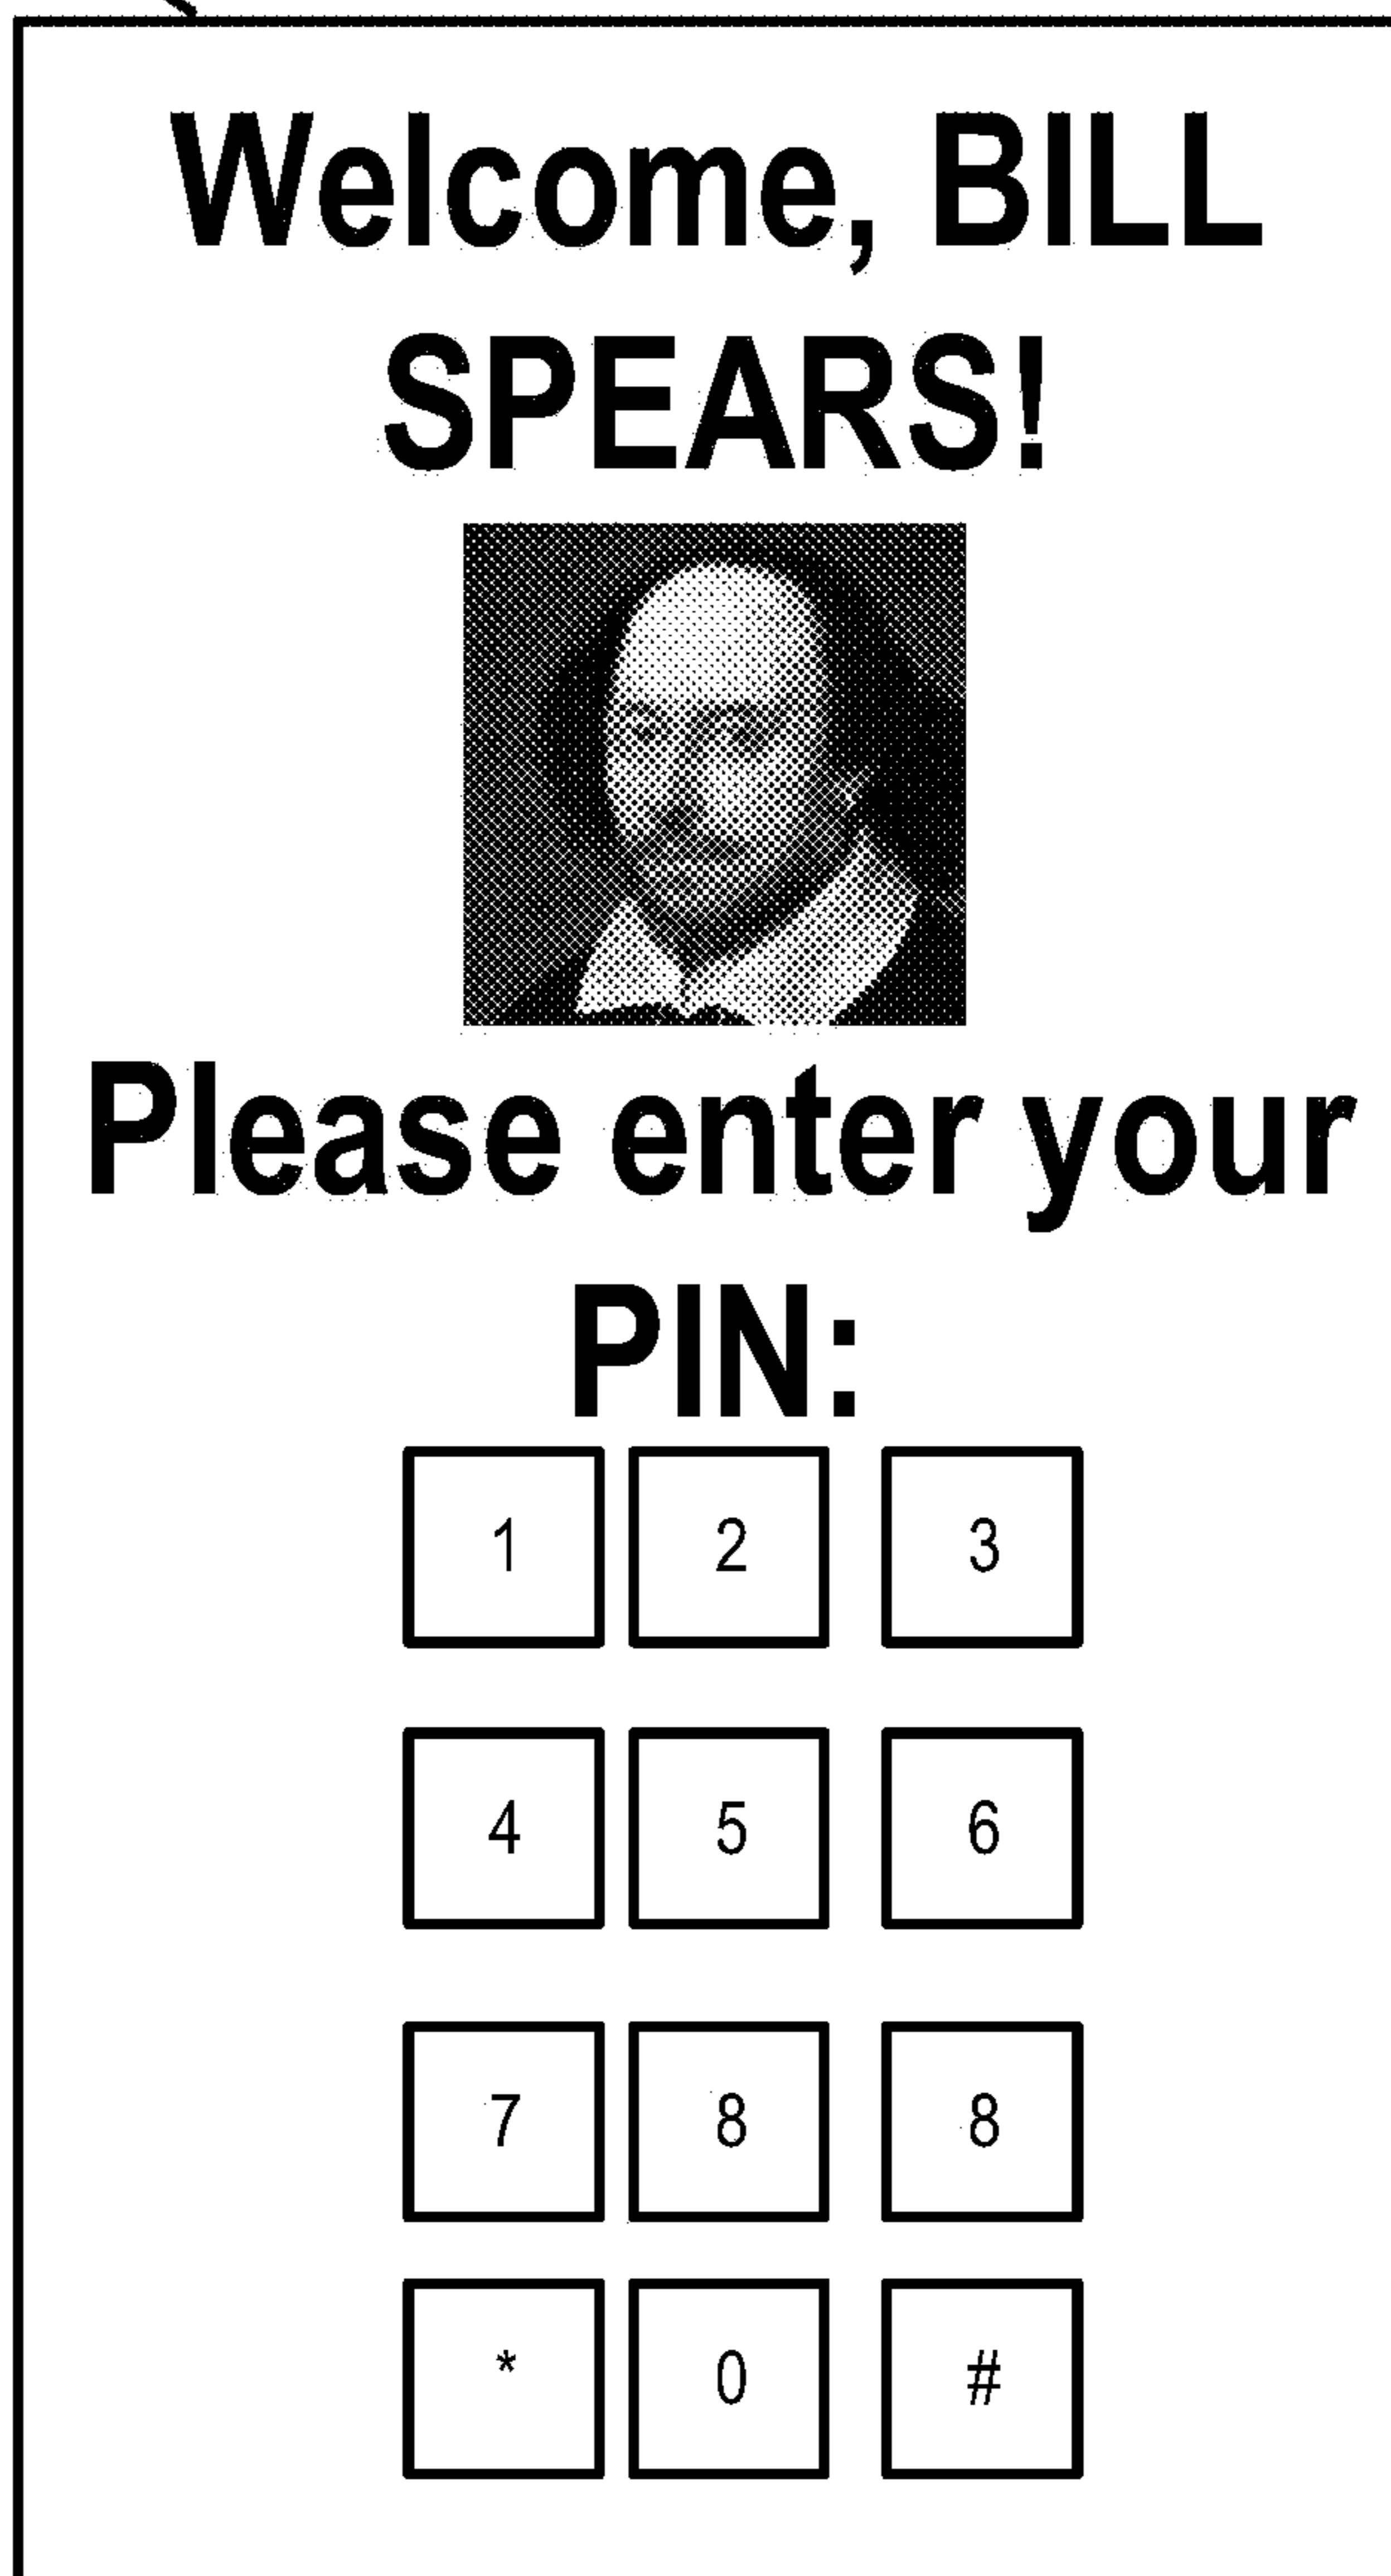 Welcome, BILL
SPEARS!
Please enter your
PIN:
1 2 3
4 5 6
7 8 8
* 0 #